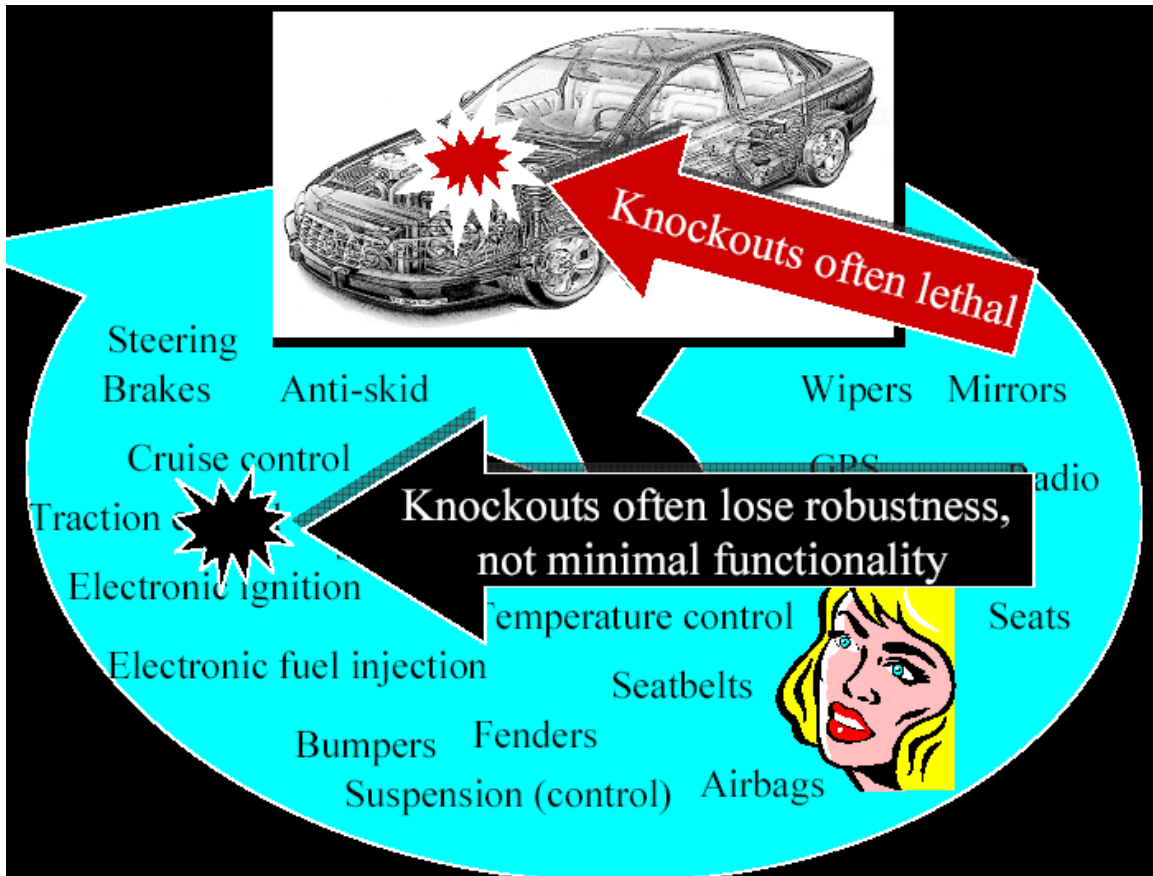 Knockouts often lethal
Steering
Brakes Anti-skid
Wipers Mirrors
Cruise control
GPS
Traction
Knockouts often lose robustness,
not minimal functionality
Electronic ignition
Temperature control
Seats
Electronic fuel injection
Seatbelts
Bumpers Fenders
Suspension (control) Airbags